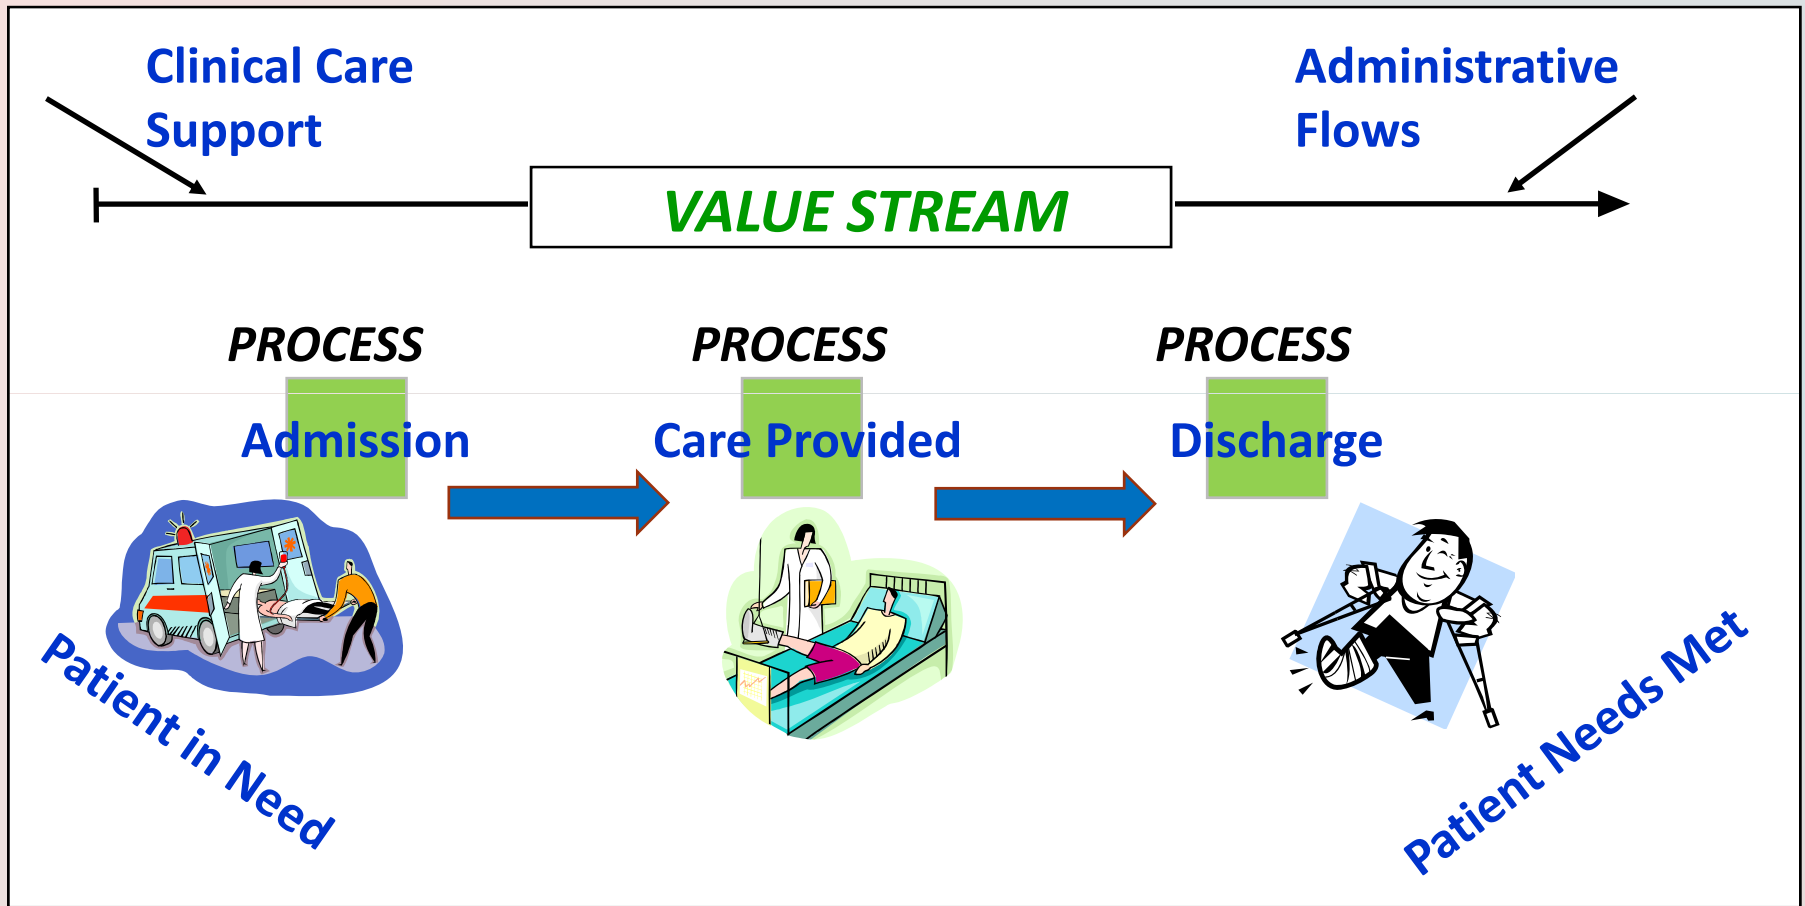 Clinical Care
Support
Administrative
Flows
VALUE STREAM
PROCESS
PROCESS
PROCESS
Admission
Care Provided
Discharge
Patient in Need
Patient Needs Met